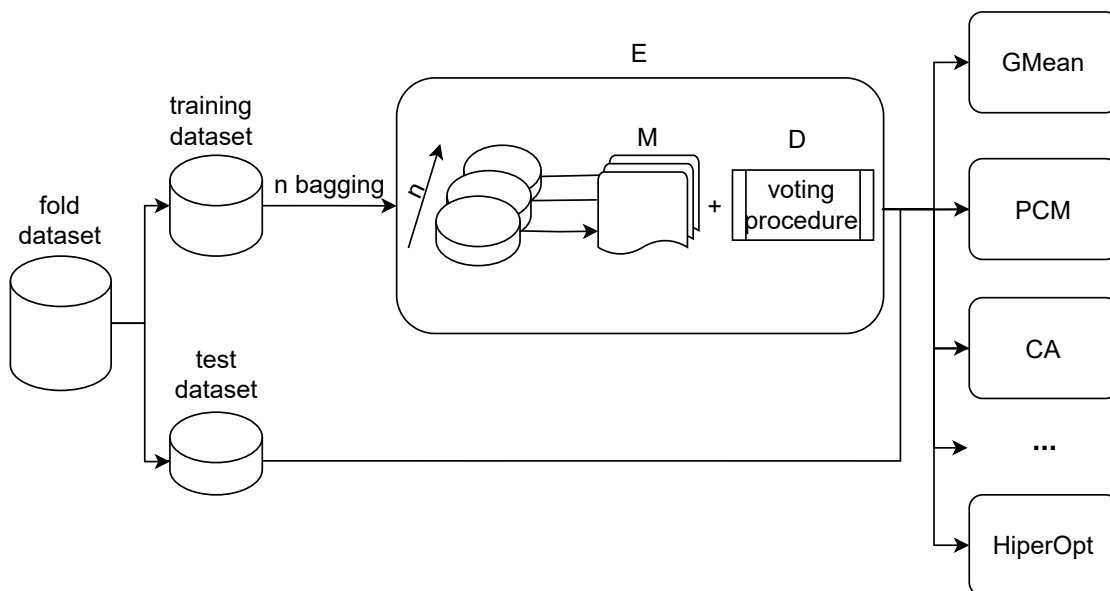 fold
dataset
training
dataset
test
dataset
n bagging
E
n
M
+
D
voting
procedure
GMean
PCM
CA
...
HiperOpt